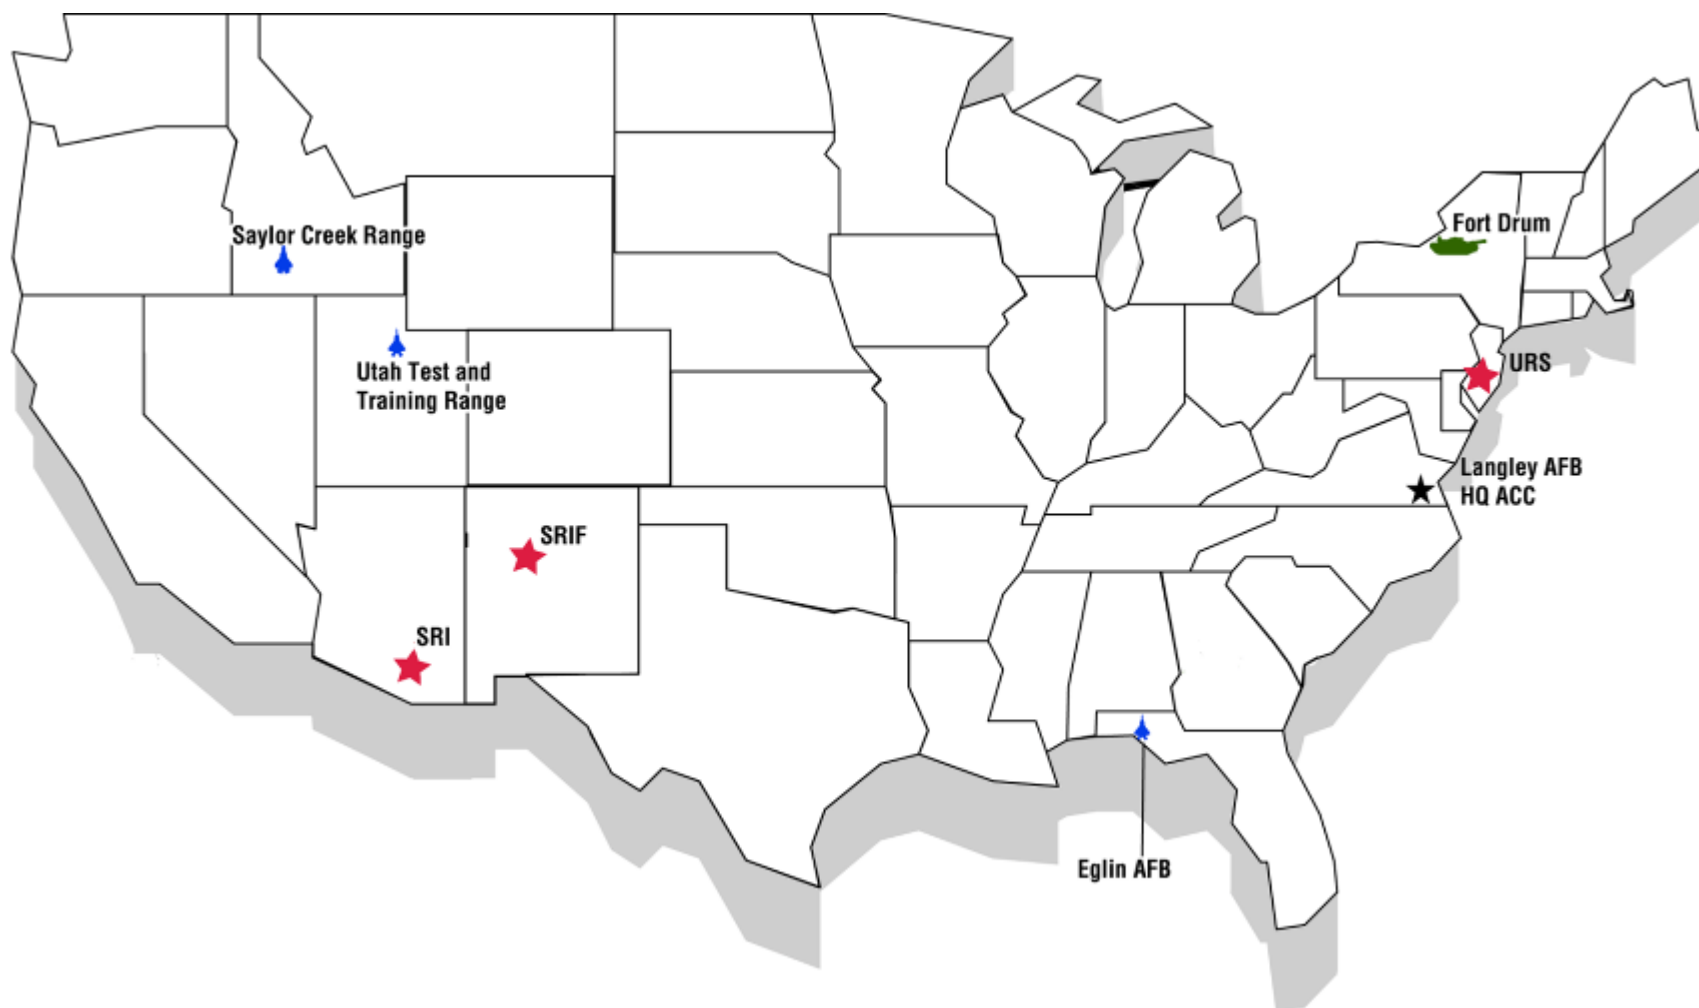 Fort Drum
Saylor Creek Range
URS
Utah Test and
Training Range
Langley AFB
HQ ACC
SRIF
SRI
Eglin AFB